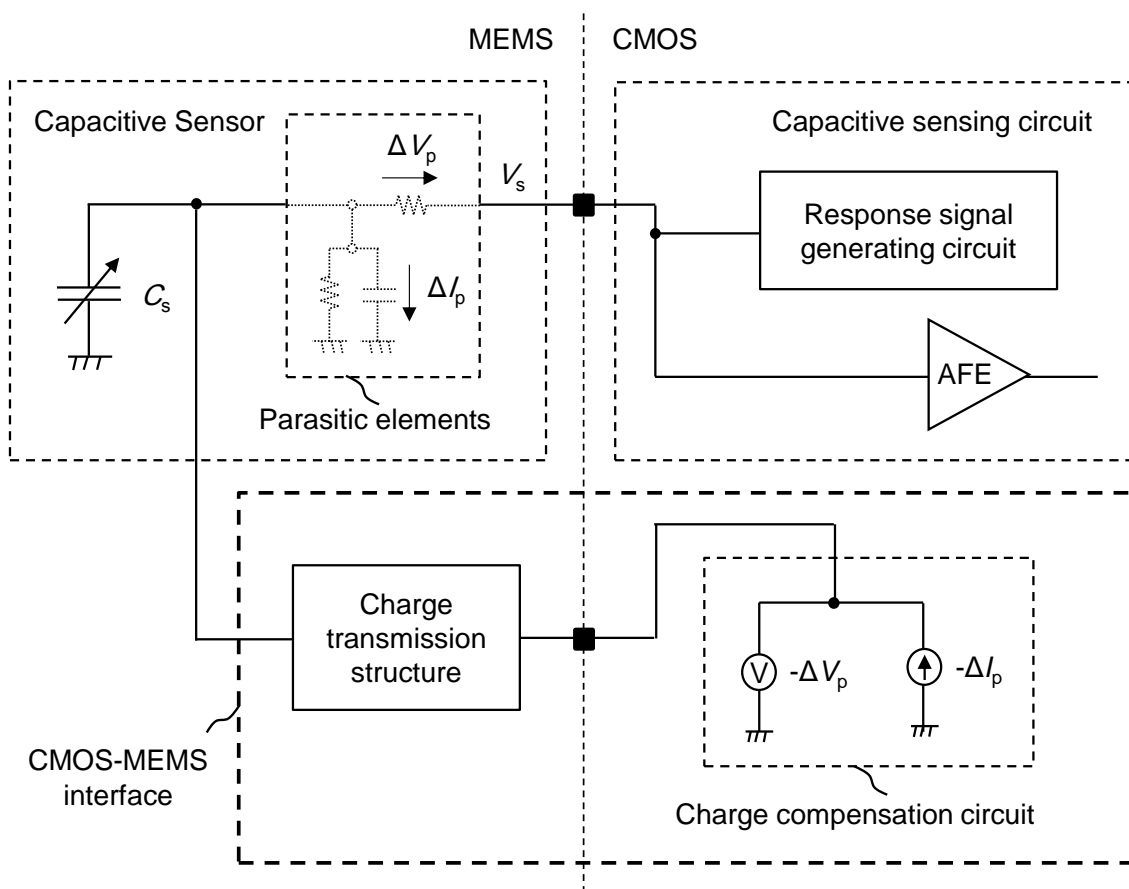 MEMS
CMOS
Capacitive Sensor
ΔVp
Vs
Cs
ΔIp
Parasitic elements
Capacitive sensing circuit
Response signal
generating circuit
AFE
Charge
transmission
structure
V
-ΔVp
-ΔIp
CMOS-MEMS
interface
Charge compensation circuit